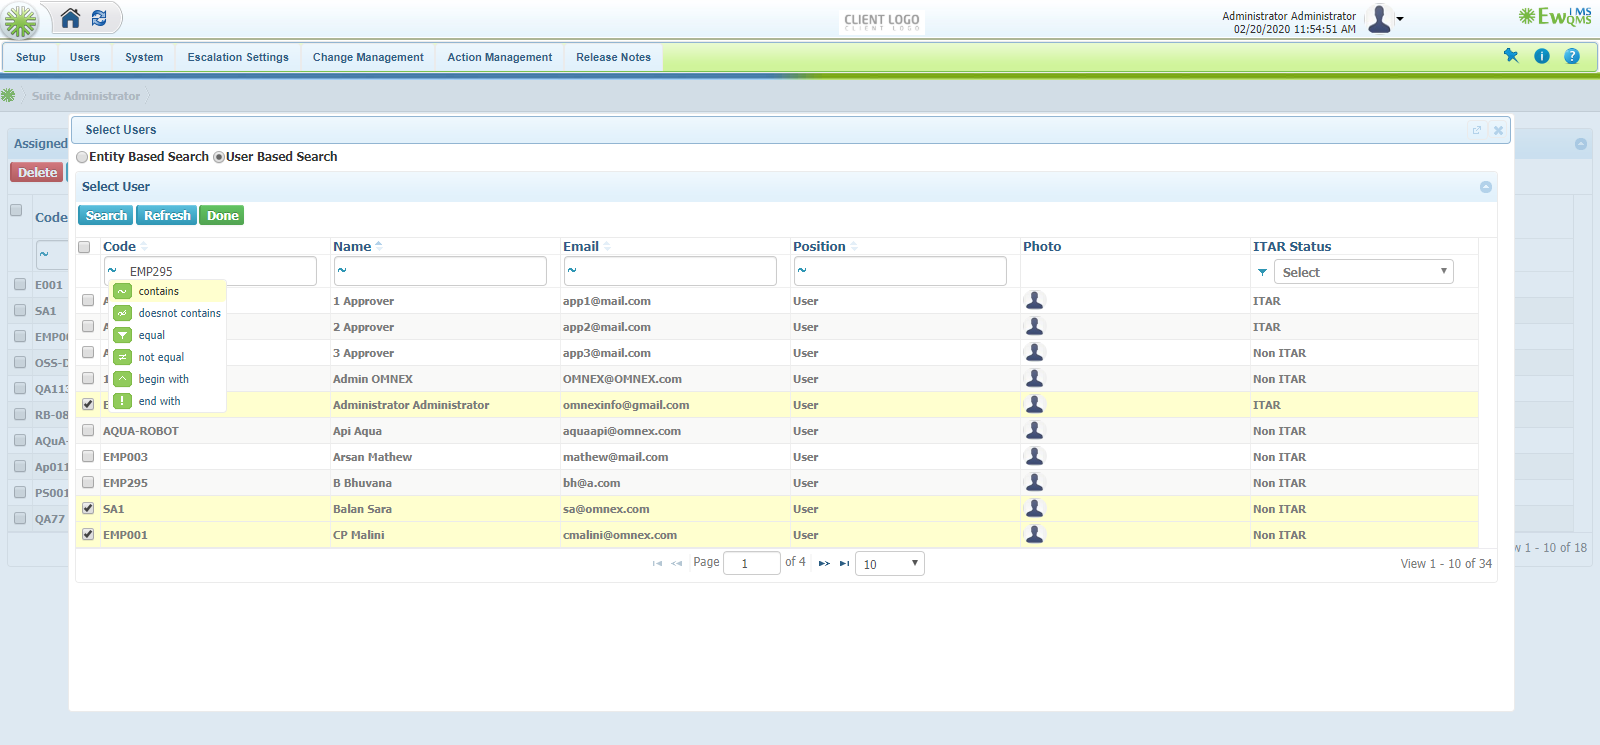 CLIENT LOGO
CLIENT LOGO
Administrator Administrator
02/20/2020 11:54:51 AM
EwIMS
QMS
Setup Users System Escalation Settings Change Management Action Management Release Notes
Suite Administrator
Select Users
Assigned
Entity Based Search User Based Search
Delete
Select User
Search Refresh Done
Code
Code Name Email Position Photo ITAR Status
~
~ EMP295 ~ ~ ~ Select
contains
doesnot contains
equal
not equal
begin with
end with
E001
SA1
EMP00
OSS-D
QA113
RB-08
AQuA-
Ap011
PS001
QA77
1 Approver app1@mail.com User ITAR
2 Approver app2@mail.com User ITAR
3 Approver app3@mail.com User Non ITAR
1 Admin OMNEX OMNEX@OMNEX.com User Non ITAR
E Administrator Administrator omnexinfo@gmail.com User ITAR
AQUA-ROBOT Api Aqua aquaapi@omnex.com User Non ITAR
EMP003 Arsan Mathew mathew@mail.com User Non ITAR
EMP295 B Bhuvana bh@a.com User Non ITAR
SA1 Balan Sara sa@omnex.com User Non ITAR
EMP001 CP Malini cmalini@omnex.com User Non ITAR
1 - 10 of 18
Page 1 of 4 10 View 1 - 10 of 34